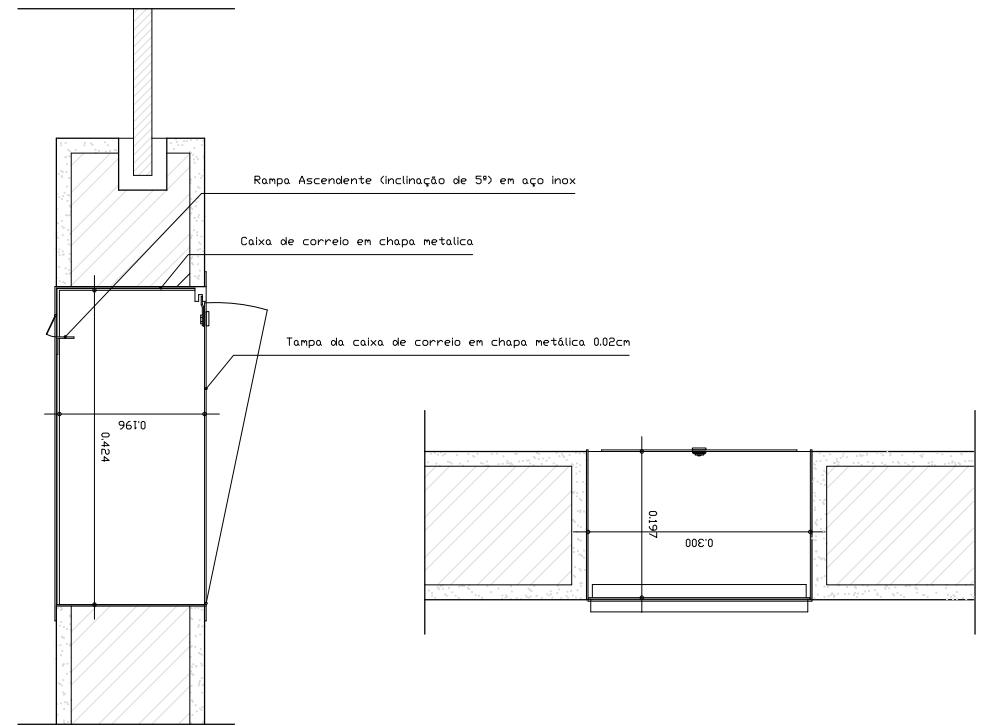 Rampa Ascendente (inclinação de 5º) em aço inox
Caixa de correio em chapa metalica
Tampa da caixa de correio em chapa metálica 0.02cm
0.196
0.424
0.197
0.300